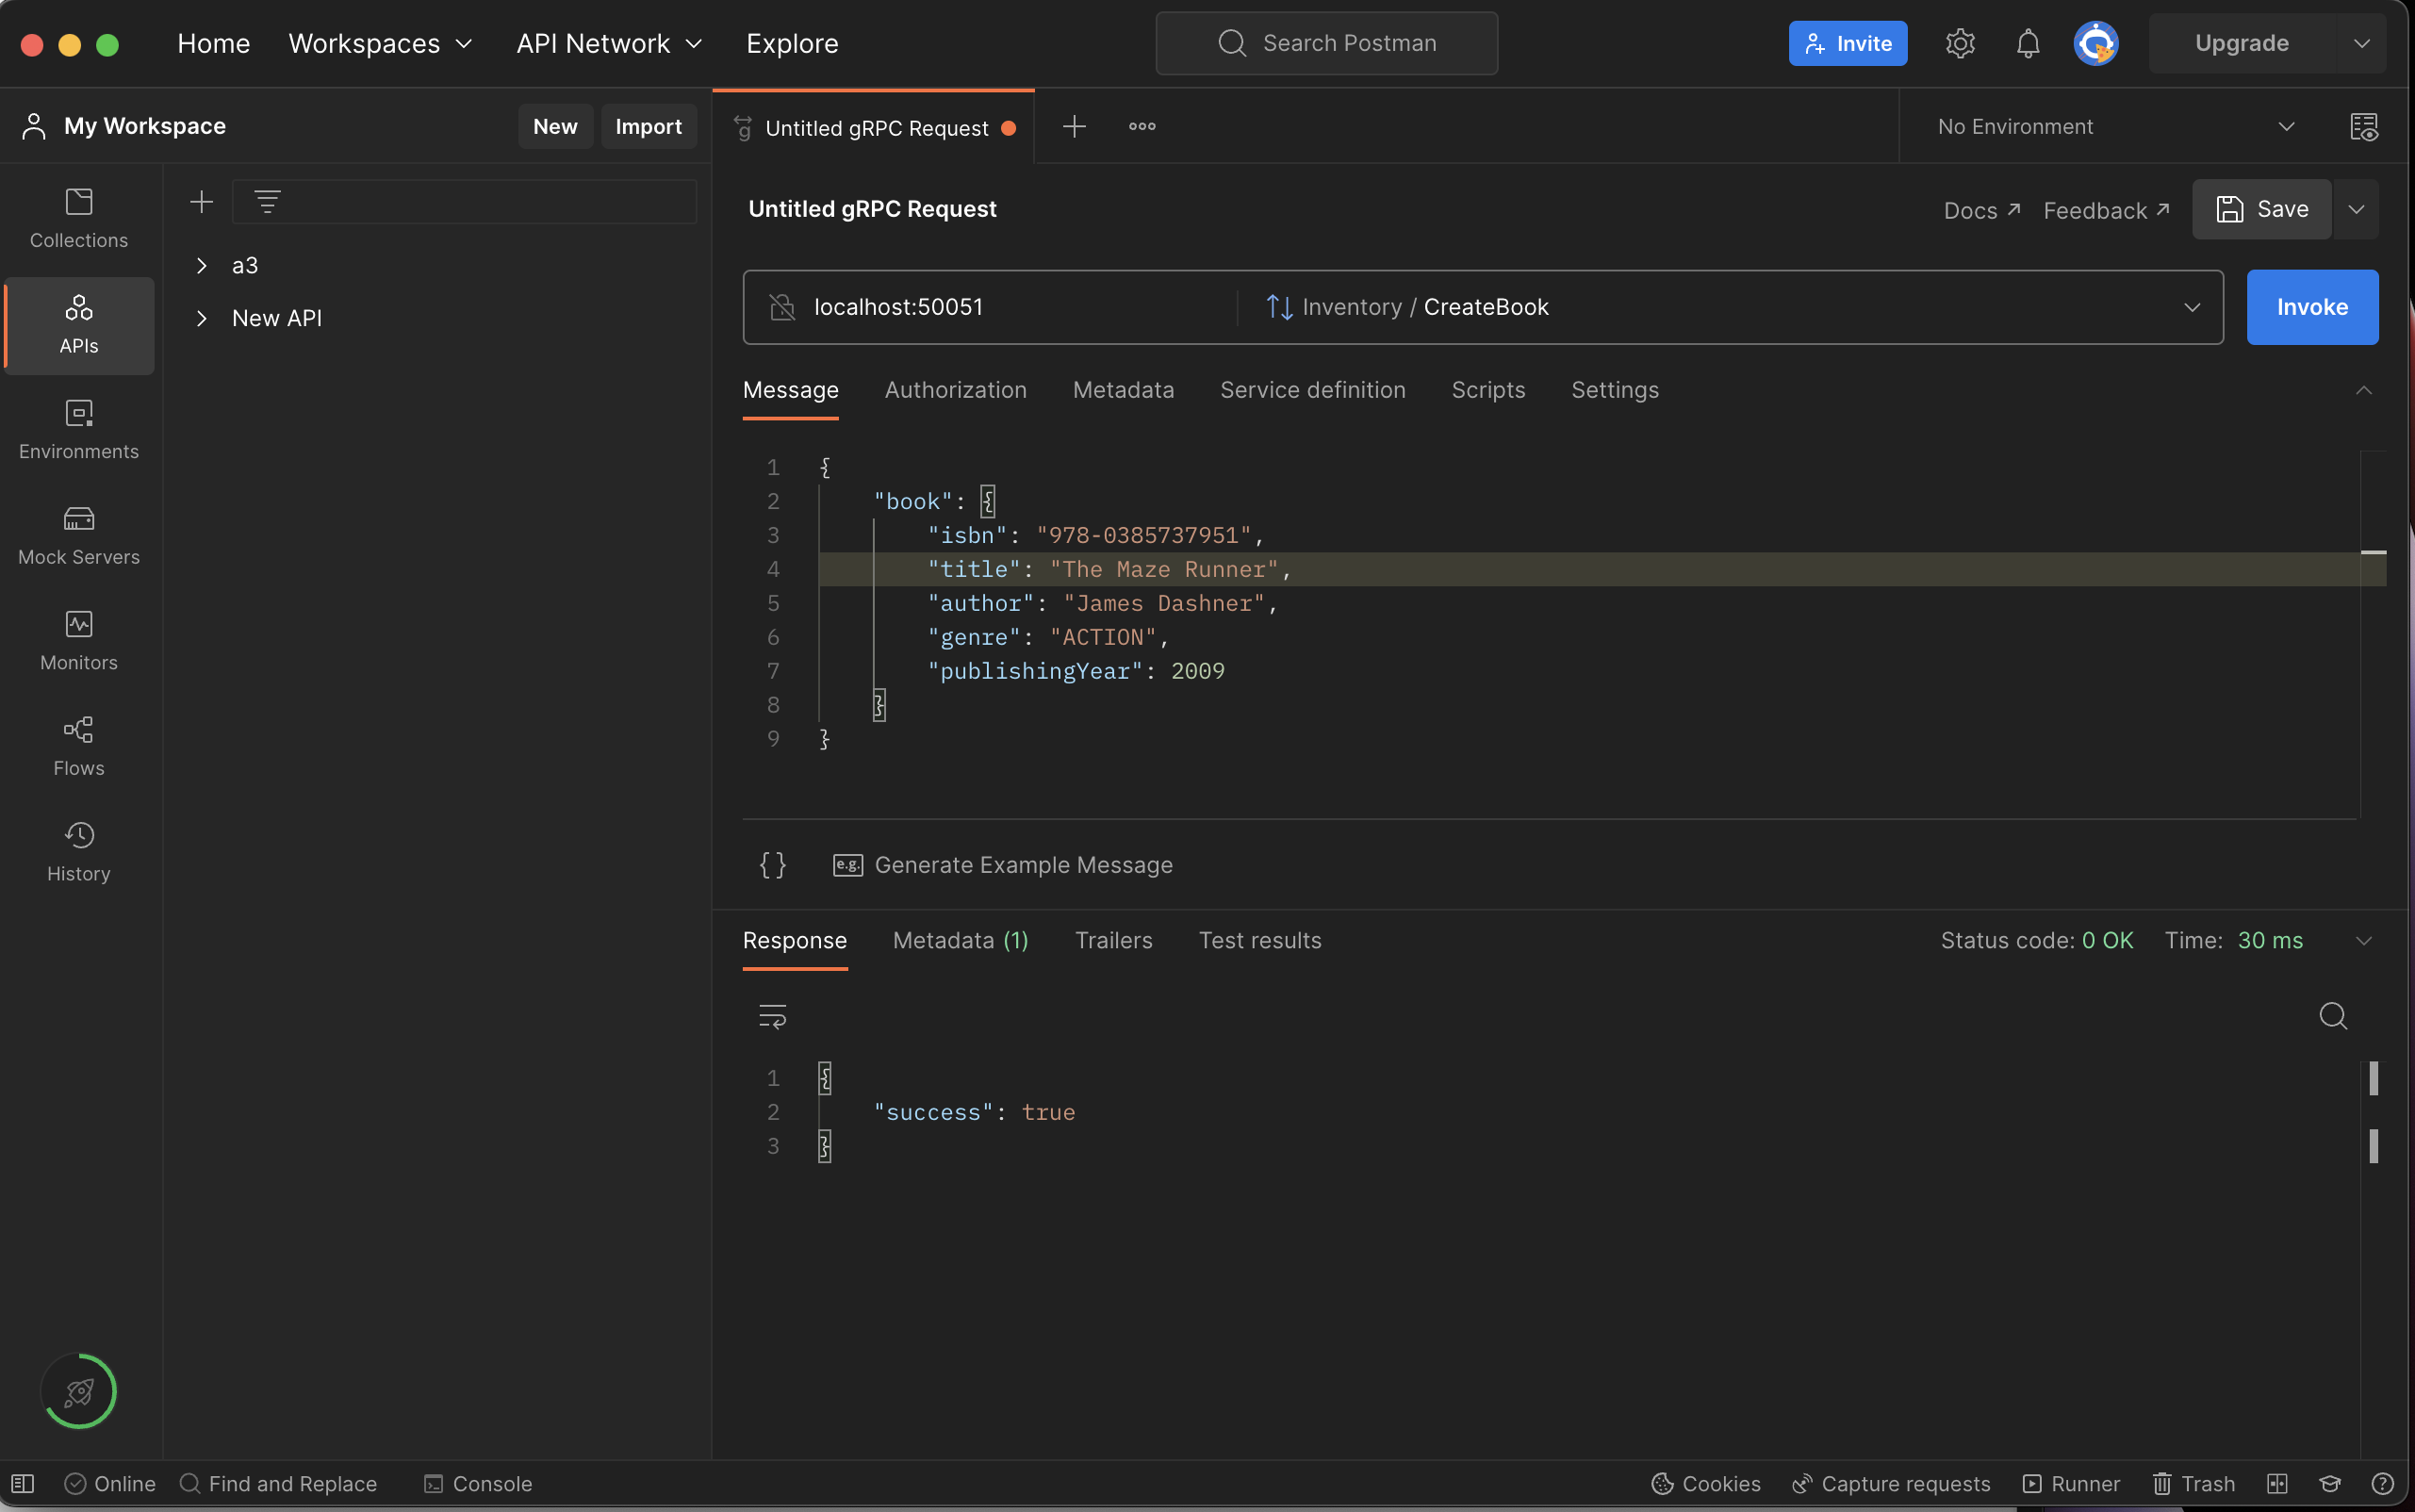 Home Workspaces API Network Explore Search Postman Invite Upgrade
My Workspace New Import Untitled gRPC Request No Environment
Collections
APIs
Environments
Mock Servers
Monitors
Flows
History
a3
New API
Untitled gRPC Request Docs Feedback Save
localhost:50051 Inventory / CreateBook Invoke
Message Authorization Metadata Service definition Scripts Settings
1 {
2 "book": {
3 "isbn": "978-0385737951",
4 "title": "The Maze Runner",
5 "author": "James Dashner",
6 "genre": "ACTION",
7 "publishingYear": 2009
8 }
9 }
{} e.g. Generate Example Message
Response Metadata (1) Trailers Test results Status code: 0 OK Time: 30 ms
1 {
2 "success": true
3 }
Online Find and Replace Console Cookies Capture requests Runner Trash